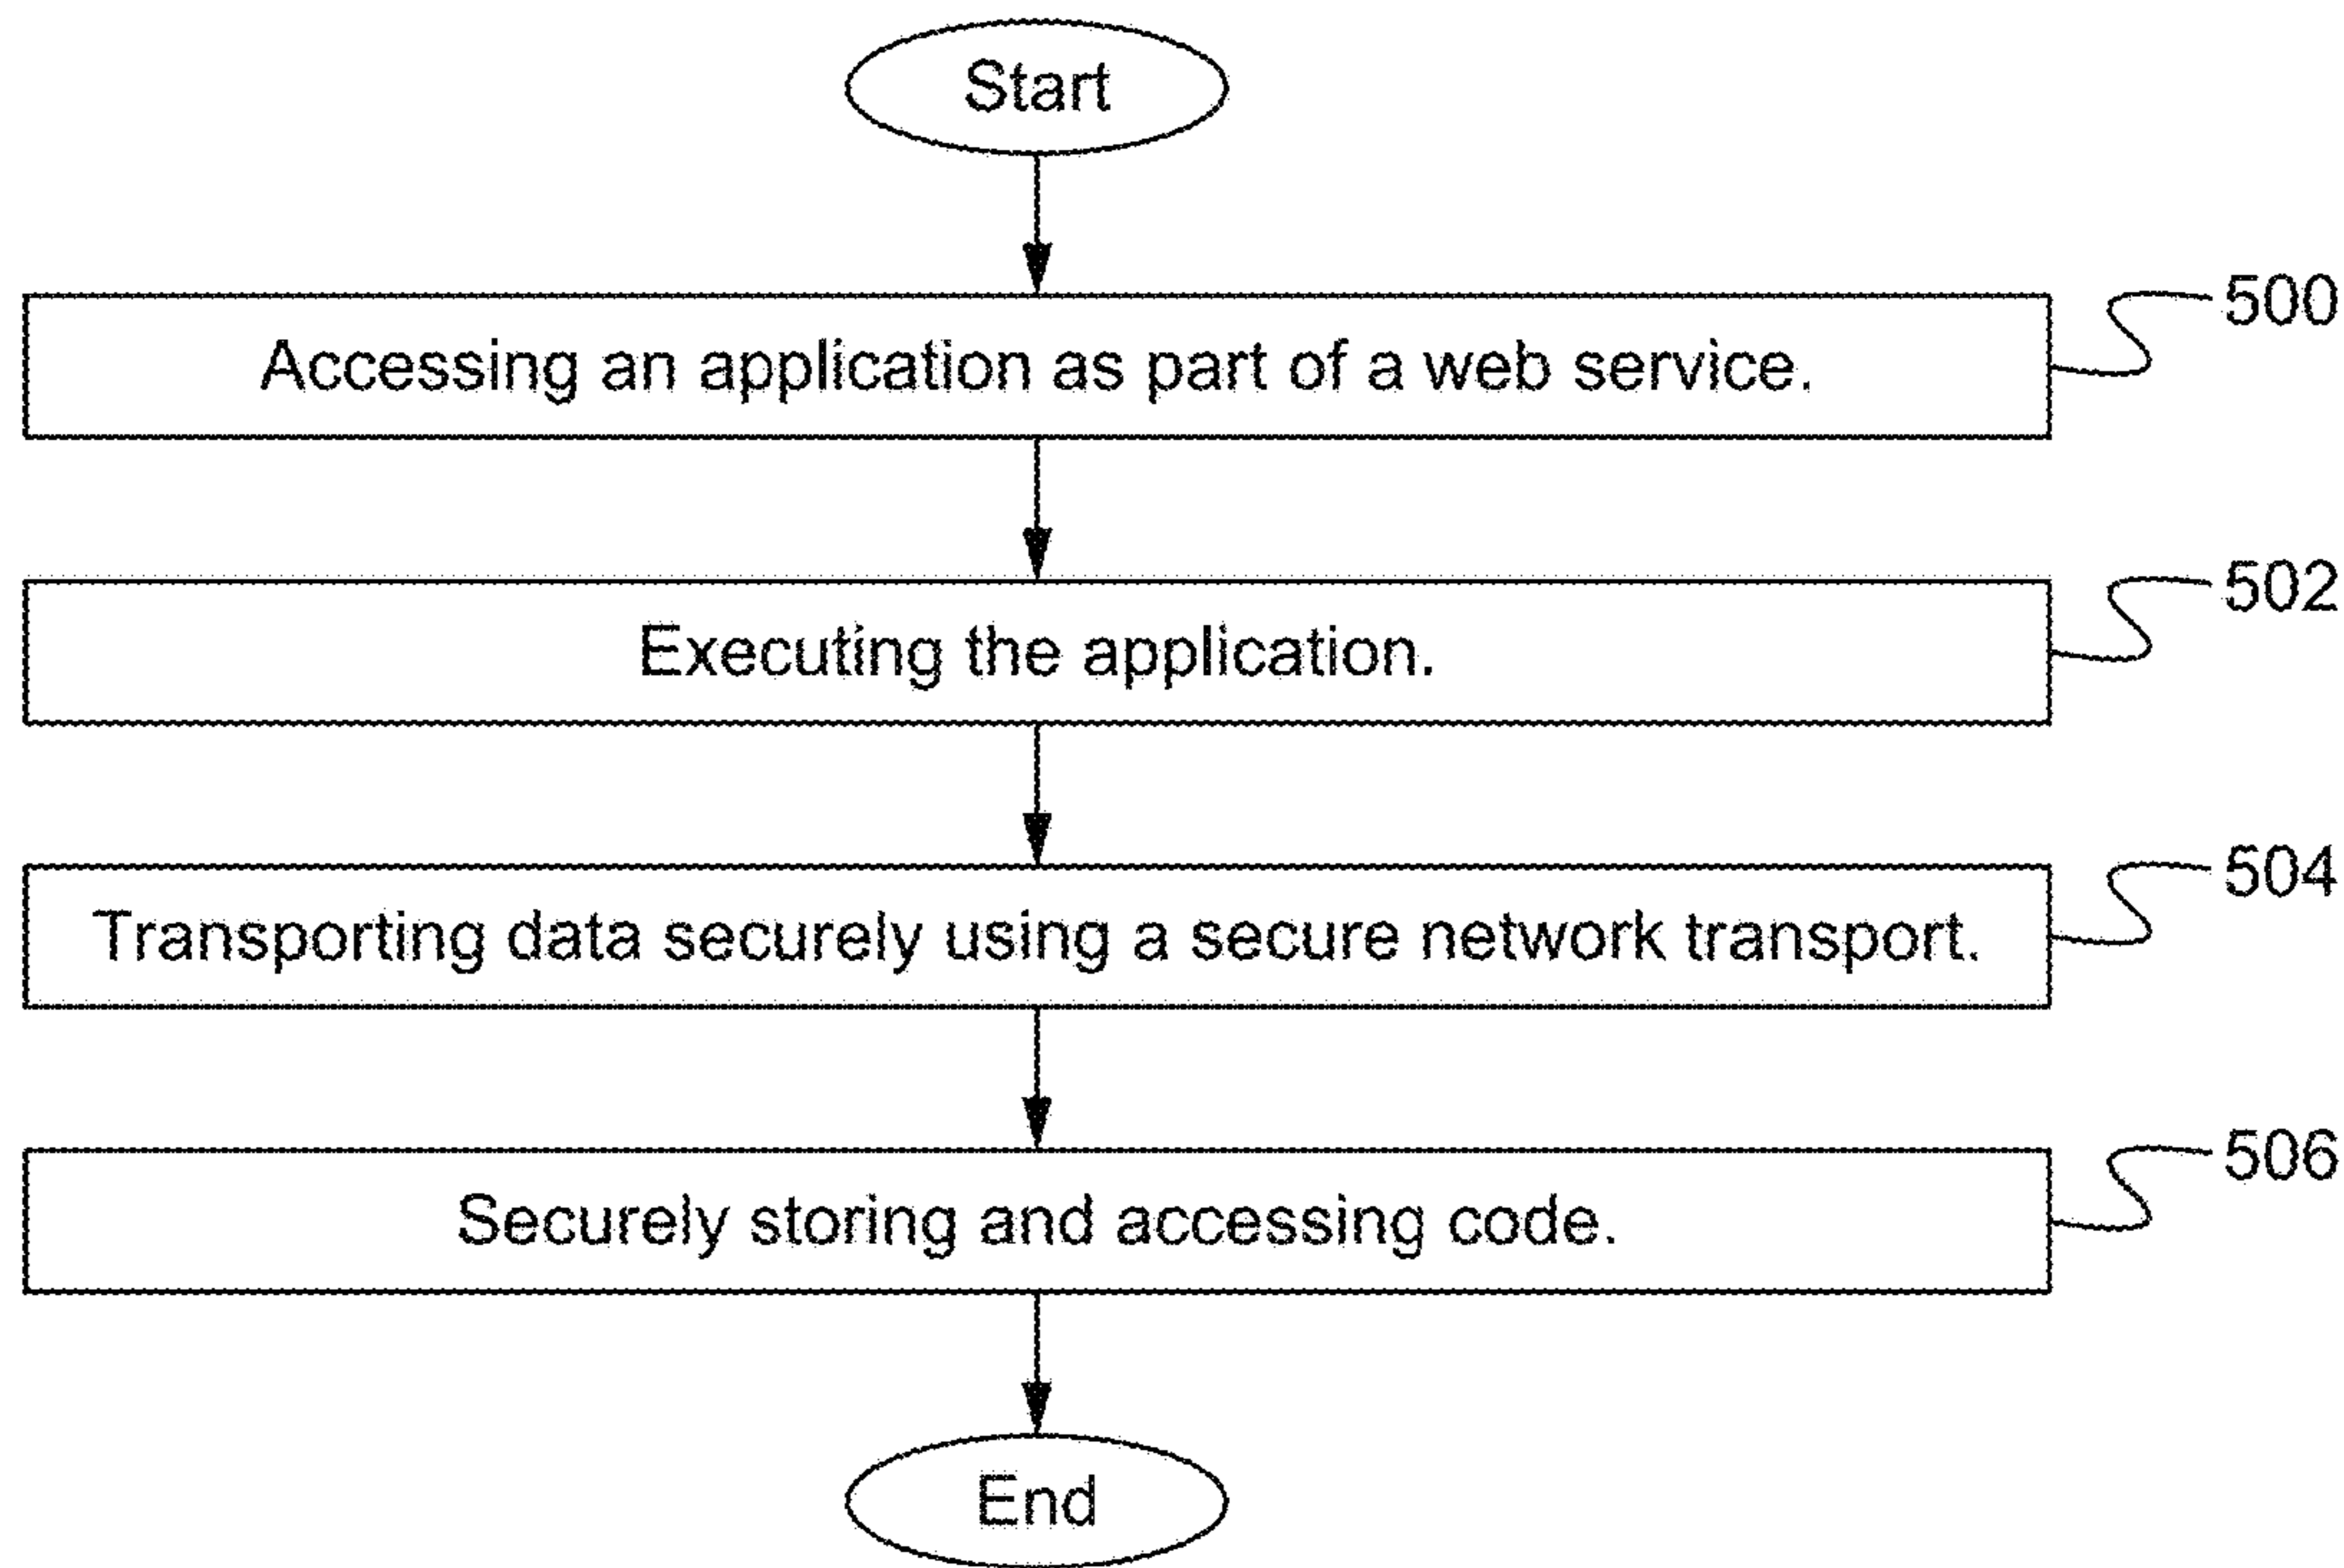 Start
Accessing an application as part of a web service.
500
Executing the application.
502
Transporting data securely using a secure network transport.
504
Securely storing and accessing code.
506
End